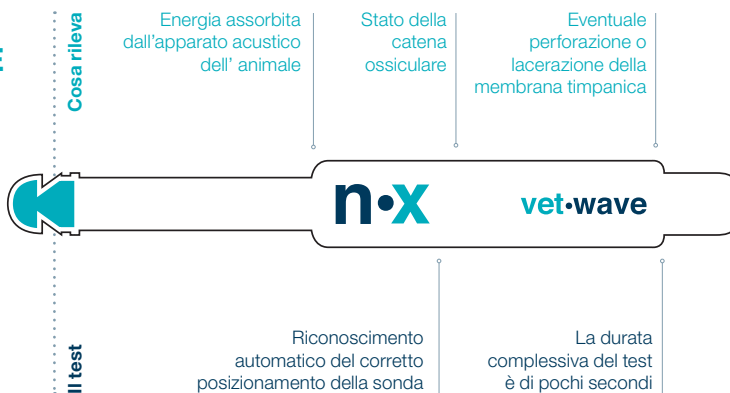 Cosa rileva
Energia assorbita
dall'apparato acustico
dell' animale
Stato della
catena
ossiculare
Eventuale
perforazione o
lacerazione della
membrana timpanica
n•x
vet•wave
Il test
Riconoscimento
automatico del corretto
posizionamento della sonda
La durata
complessiva del test
è di pochi secondi